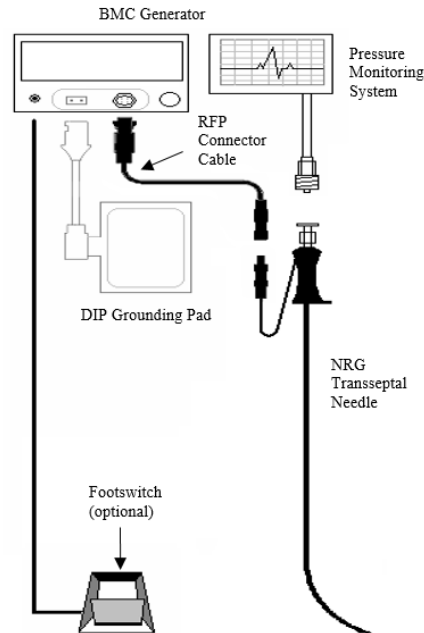 BMC Generator
Pressure
Monitoring
System
RFP
Connector
Cable
DIP Grounding Pad
NRG
Transseptal
Needle
Footswitch
(optional)